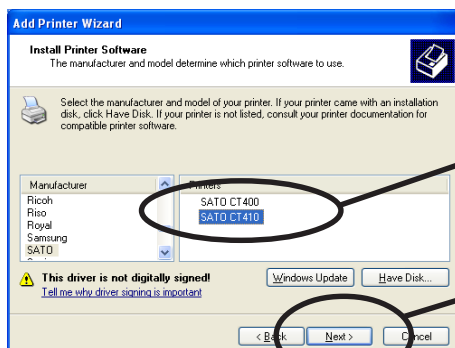 Add Printer Wizard
Install Printer Software
The manufacturer and model determine which printer software to use.
Select the manufacturer and model of your printer. If your printer came with an installation
disk, click Have Disk. If your printer is not listed, consult your printer documentation for
compatible printer software.
Manufacturer
Ricoh
Riso
Royal
Samsung
SATO
Printers
SATO CT400
SATO CT410
This driver is not digitally signed!
Tell me why driver signing is important
Windows Update
Have Disk...
< Back
Next >
Cancel